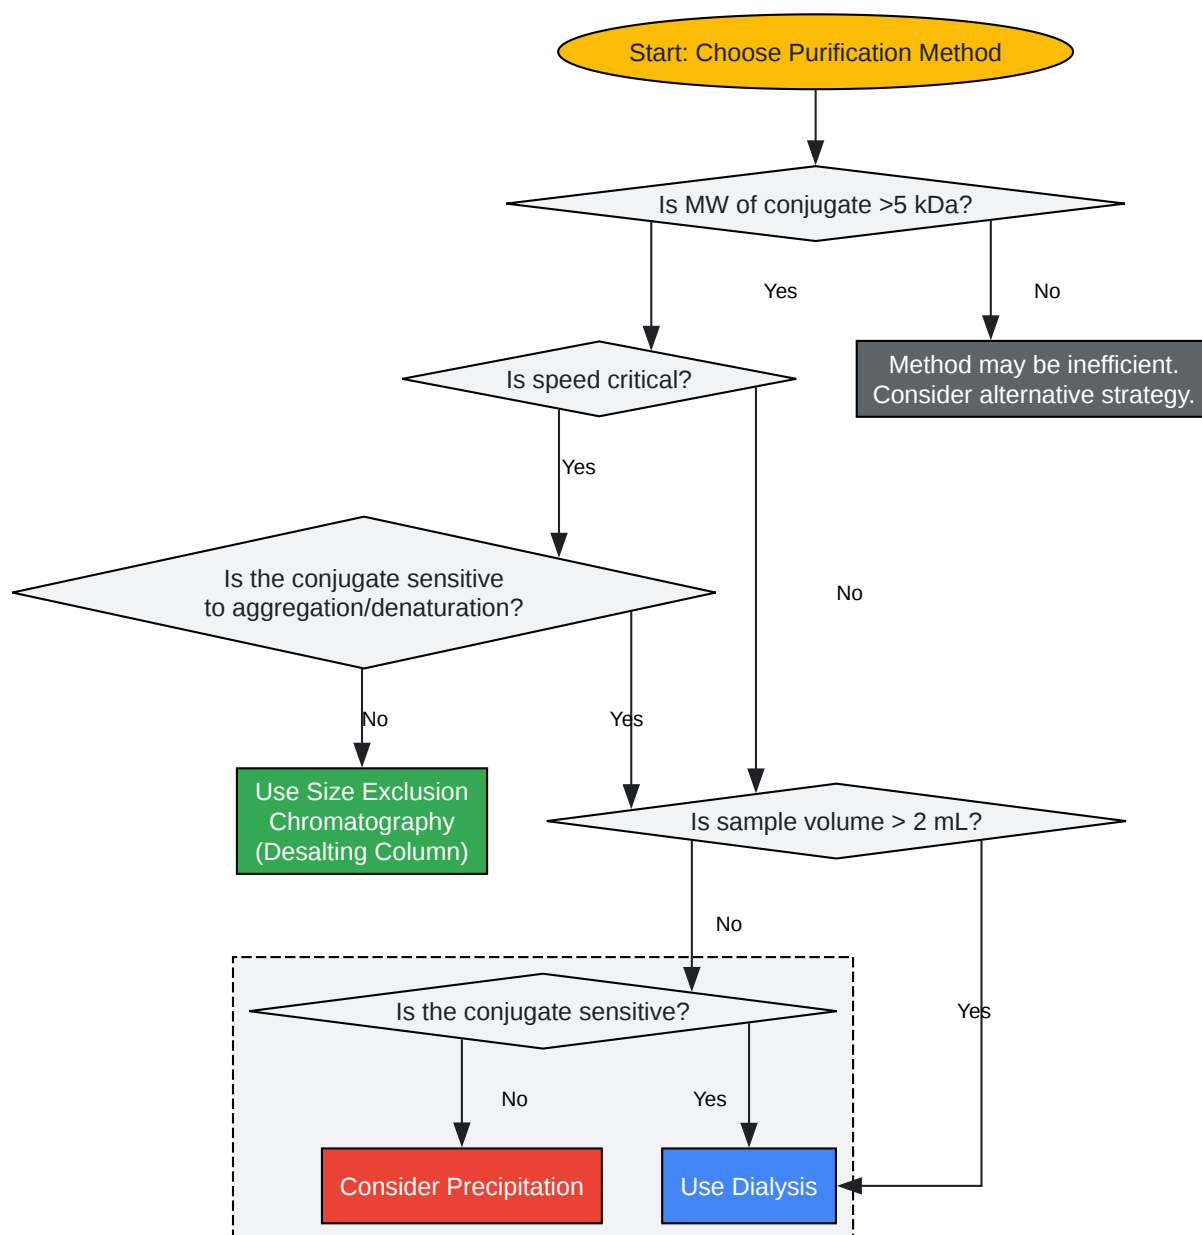 Start: Choose Purification Method
Is MW of conjugate >5 kDa?
Yes
No
Method may be inefficient.
Consider alternative strategy.
Is speed critical?
Yes
No
Is the conjugate sensitive
to aggregation/denaturation?
No
Yes
Use Size Exclusion
Chromatography
(Desalting Column)
Is sample volume > 2 mL?
No
Yes
Is the conjugate sensitive?
No
Yes
Consider Precipitation
Use Dialysis